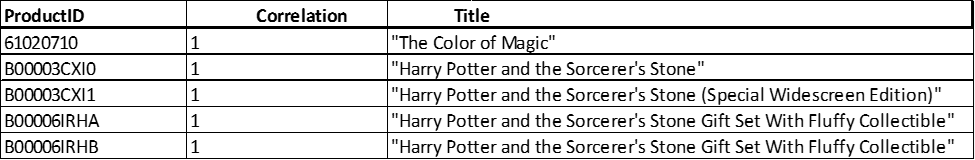 ProductID Correlation Title
61020710 1 "The Color of Magic"
B00003CXI0 1 "Harry Potter and the Sorcerer's Stone"
B00003CXI1 1 "Harry Potter and the Sorcerer's Stone (Special Widescreen Edition)"
B00006IRHA 1 "Harry Potter and the Sorcerer's Stone Gift Set With Fluffy Collectible"
B00006IRHB 1 "Harry Potter and the Sorcerer's Stone Gift Set With Fluffy Collectible"